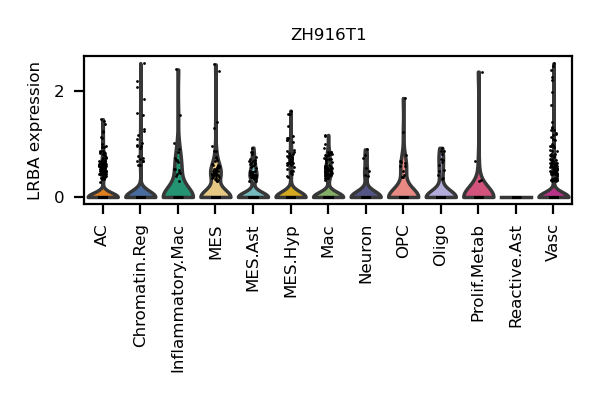 ZH916T1
LRBA expression
2
0
AC
Chromatin.Reg
Inflammatory.Mac
MES
MES.Ast
MES.Hyp
Mac
Neuron
OPC
Oligo
Prolif.Metab
Reactive.Ast
Vasc